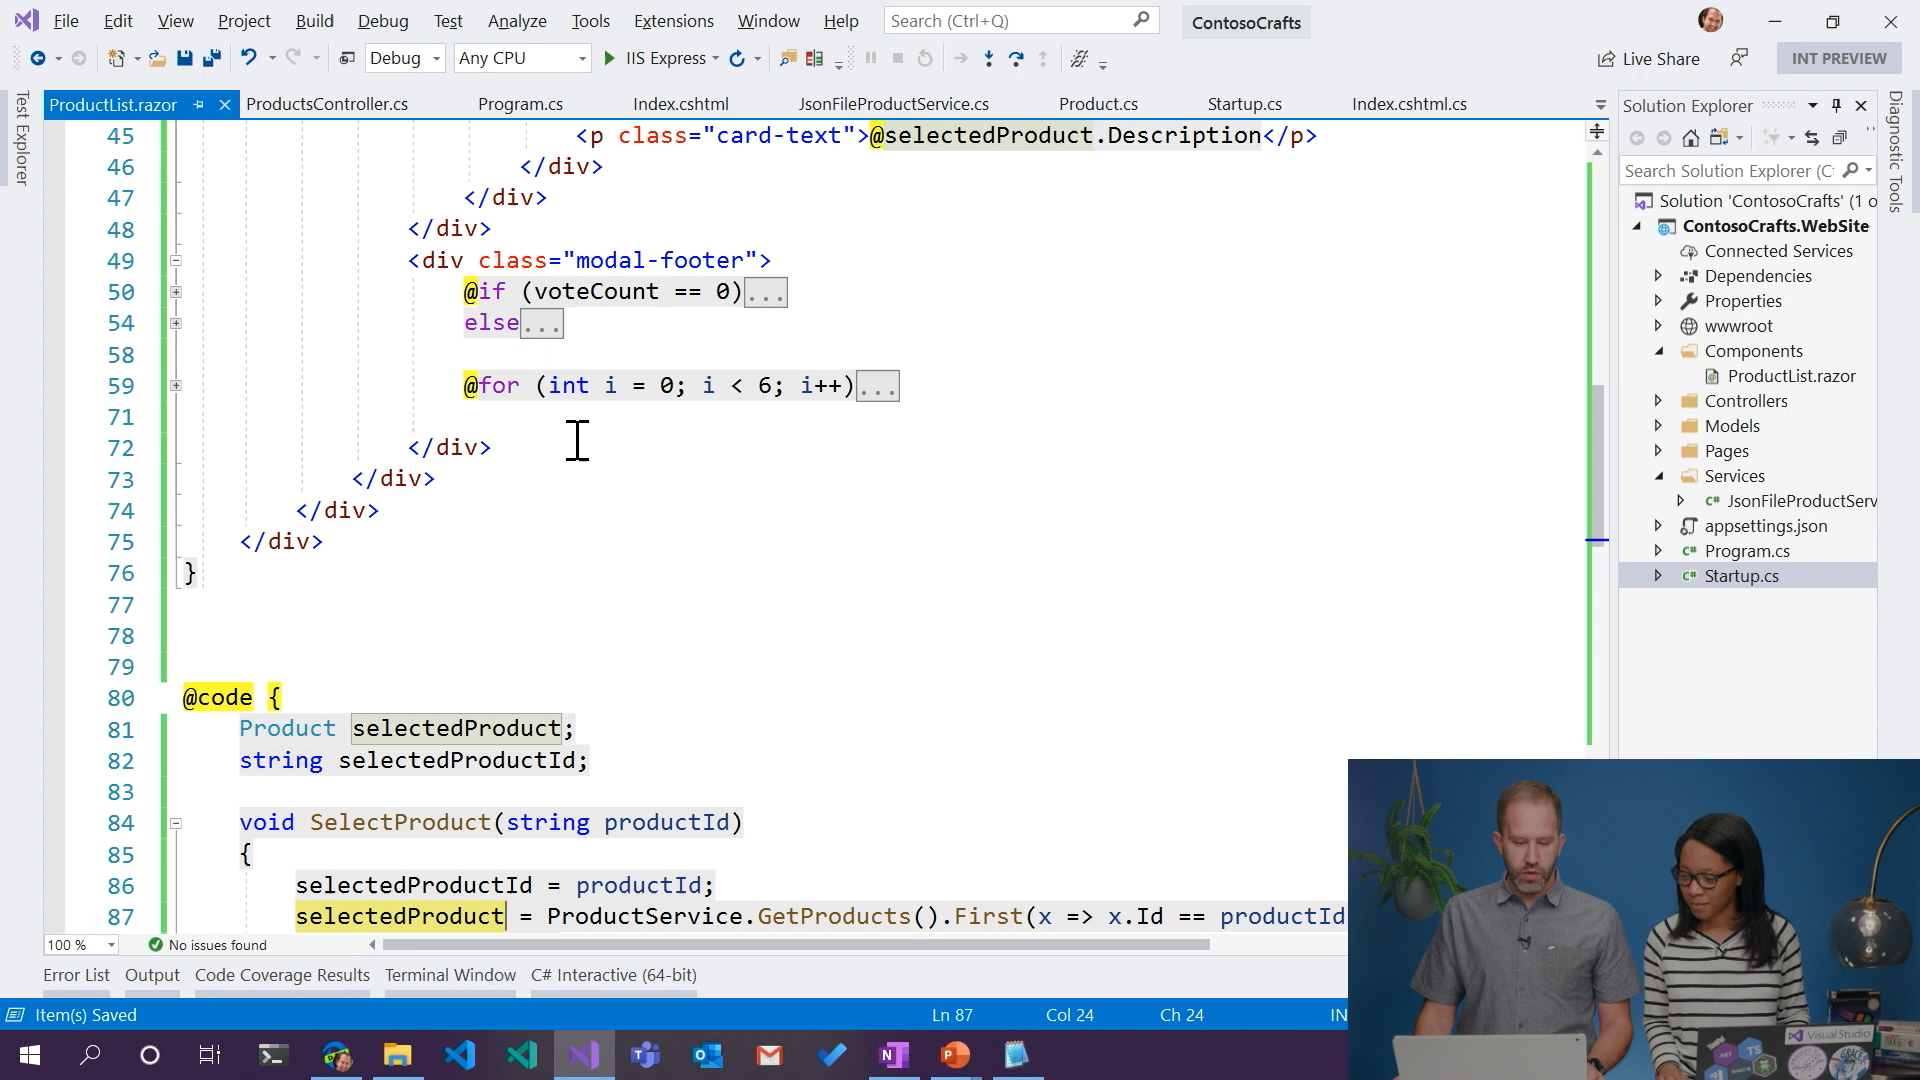 File Edit View Project Build Debug Test Analyze Tools Extensions Window Help Search (Ctrl+Q) ContosoCrafts
Debug Any CPU IIS Express Live Share INT PREVIEW
Test Explorer
ProductList.razor ProductsController.cs Program.cs Index.cshtml JsonFileProductService.cs Product.cs Startup.cs Index.cshtml.cs
45 <p class="card-text">@selectedProduct.Description</p>
46 </div>
47 </div>
48 </div>
49 <div class="modal-footer">
50 @if (voteCount == 0)...
54 else...
58
59 @for (int i = 0; i < 6; i++)...
71
72 </div>
73 </div>
74 </div>
75 </div>
76 }
77
78
79
80 @code {
81 Product selectedProduct;
82 string selectedProductId;
83
84 void SelectProduct(string productId)
85 {
86 selectedProductId = productId;
87 selectedProduct = ProductService.GetProducts().First(x => x.Id == productId
100 % No issues found
Error List Output Code Coverage Results Terminal Window C# Interactive (64-bit)
Item(s) Saved Ln 87 Col 24 Ch 24 IN
Solution Explorer
Search Solution Explorer (C
Solution 'ContosoCrafts' (1 o
ContosoCrafts.WebSite
Connected Services
Dependencies
Properties
wwwroot
Components
ProductList.razor
Controllers
Models
Pages
Services
C# JsonFileProductServ
appsettings.json
C# Program.cs
C# Startup.cs
Diagnostic Tools
Visual Studio
.NET
TS
GRACE